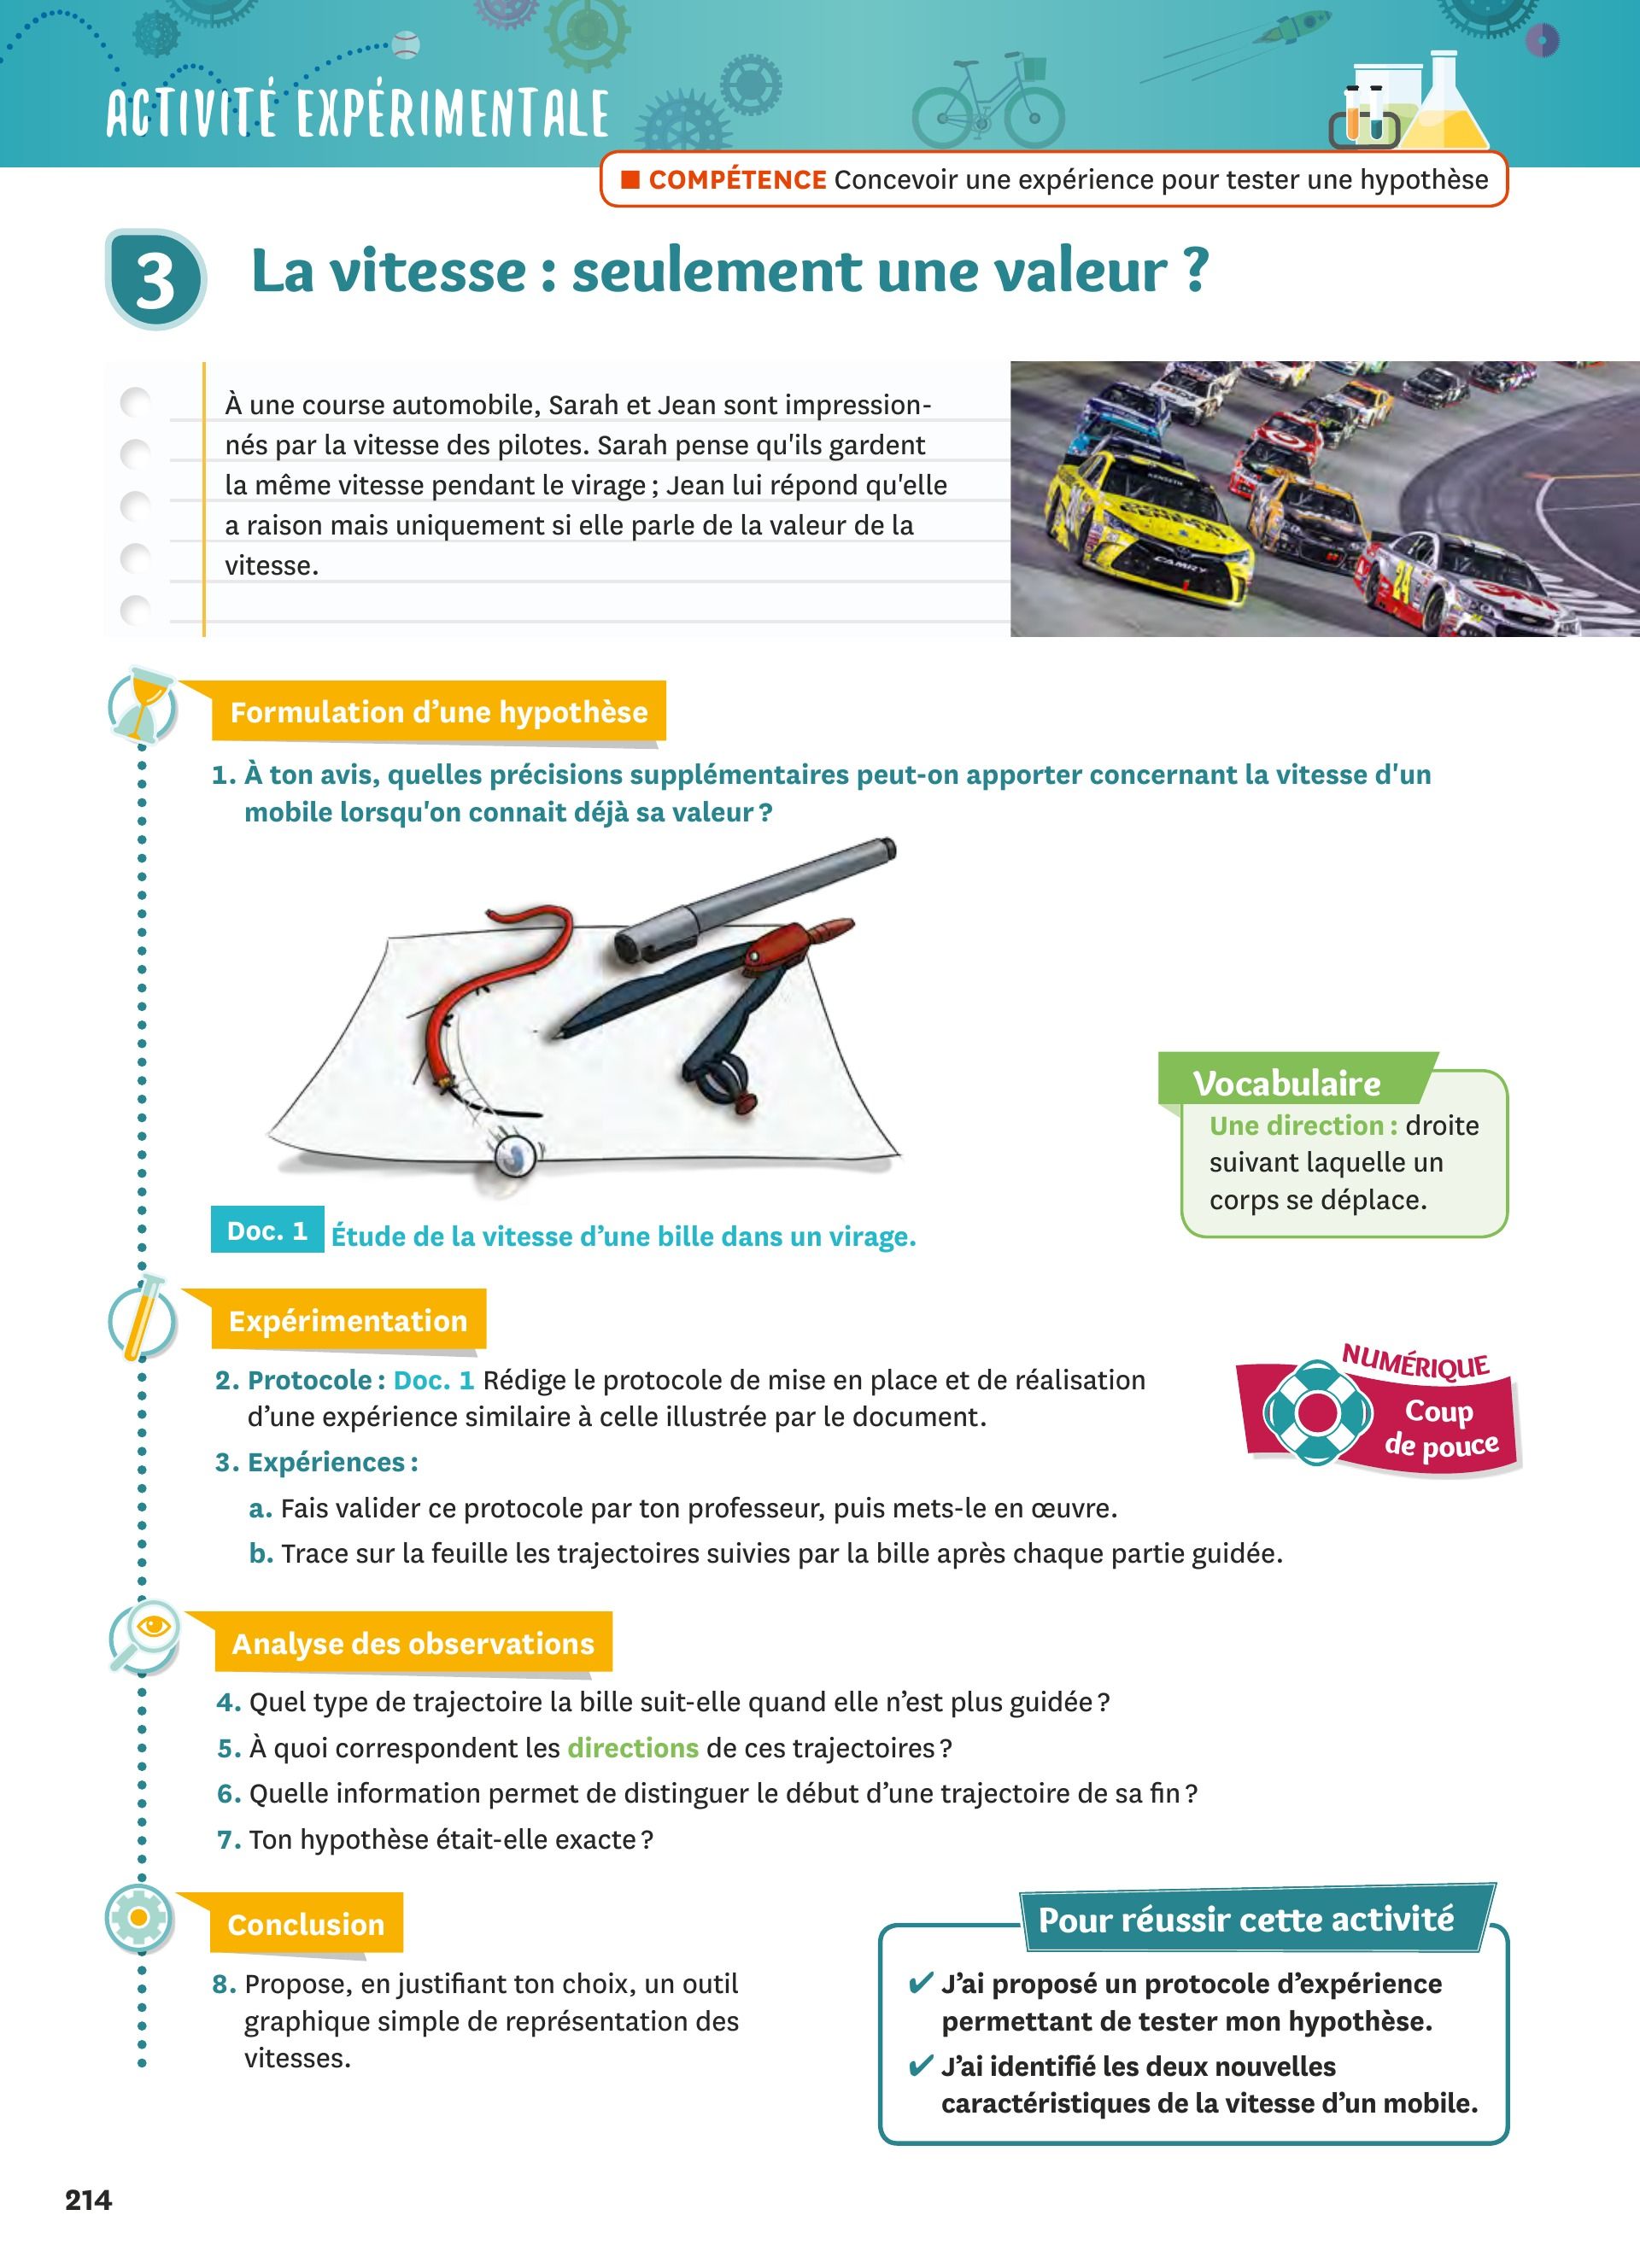 ACTIVITÉ EXPÉRIMENTALE
■ COMPÉTENCE Concevoir une expérience pour tester une hypothèse
3 La vitesse : seulement une valeur ?
À une course automobile, Sarah et Jean sont impression-
nés par la vitesse des pilotes. Sarah pense qu'ils gardent
la même vitesse pendant le virage ; Jean lui répond qu'elle
a raison mais uniquement si elle parle de la valeur de la
vitesse.
CAMRY
24
Formulation d'une hypothèse
1. À ton avis, quelles précisions supplémentaires peut-on apporter concernant la vitesse d'un
mobile lorsqu'on connait déjà sa valeur ?
Vocabulaire
Une direction : droite
suivant laquelle un
corps se déplace.
Doc. 1 Étude de la vitesse d'une bille dans un virage.
Expérimentation
2. Protocole : Doc. 1 Rédige le protocole de mise en place et de réalisation
d'une expérience similaire à celle illustrée par le document.
NUMÉRIQUE
Coup
de pouce
3. Expériences :
a. Fais valider ce protocole par ton professeur, puis mets-le en œuvre.
b. Trace sur la feuille les trajectoires suivies par la bille après chaque partie guidée.
Analyse des observations
4. Quel type de trajectoire la bille suit-elle quand elle n'est plus guidée ?
5. À quoi correspondent les directions de ces trajectoires ?
6. Quelle information permet de distinguer le début d'une trajectoire de sa fin ?
7. Ton hypothèse était-elle exacte ?
Conclusion
8. Propose, en justifiant ton choix, un outil
graphique simple de représentation des
vitesses.
Pour réussir cette activité
✔ J'ai proposé un protocole d'expérience
permettant de tester mon hypothèse.
✔ J'ai identifié les deux nouvelles
caractéristiques de la vitesse d'un mobile.
214